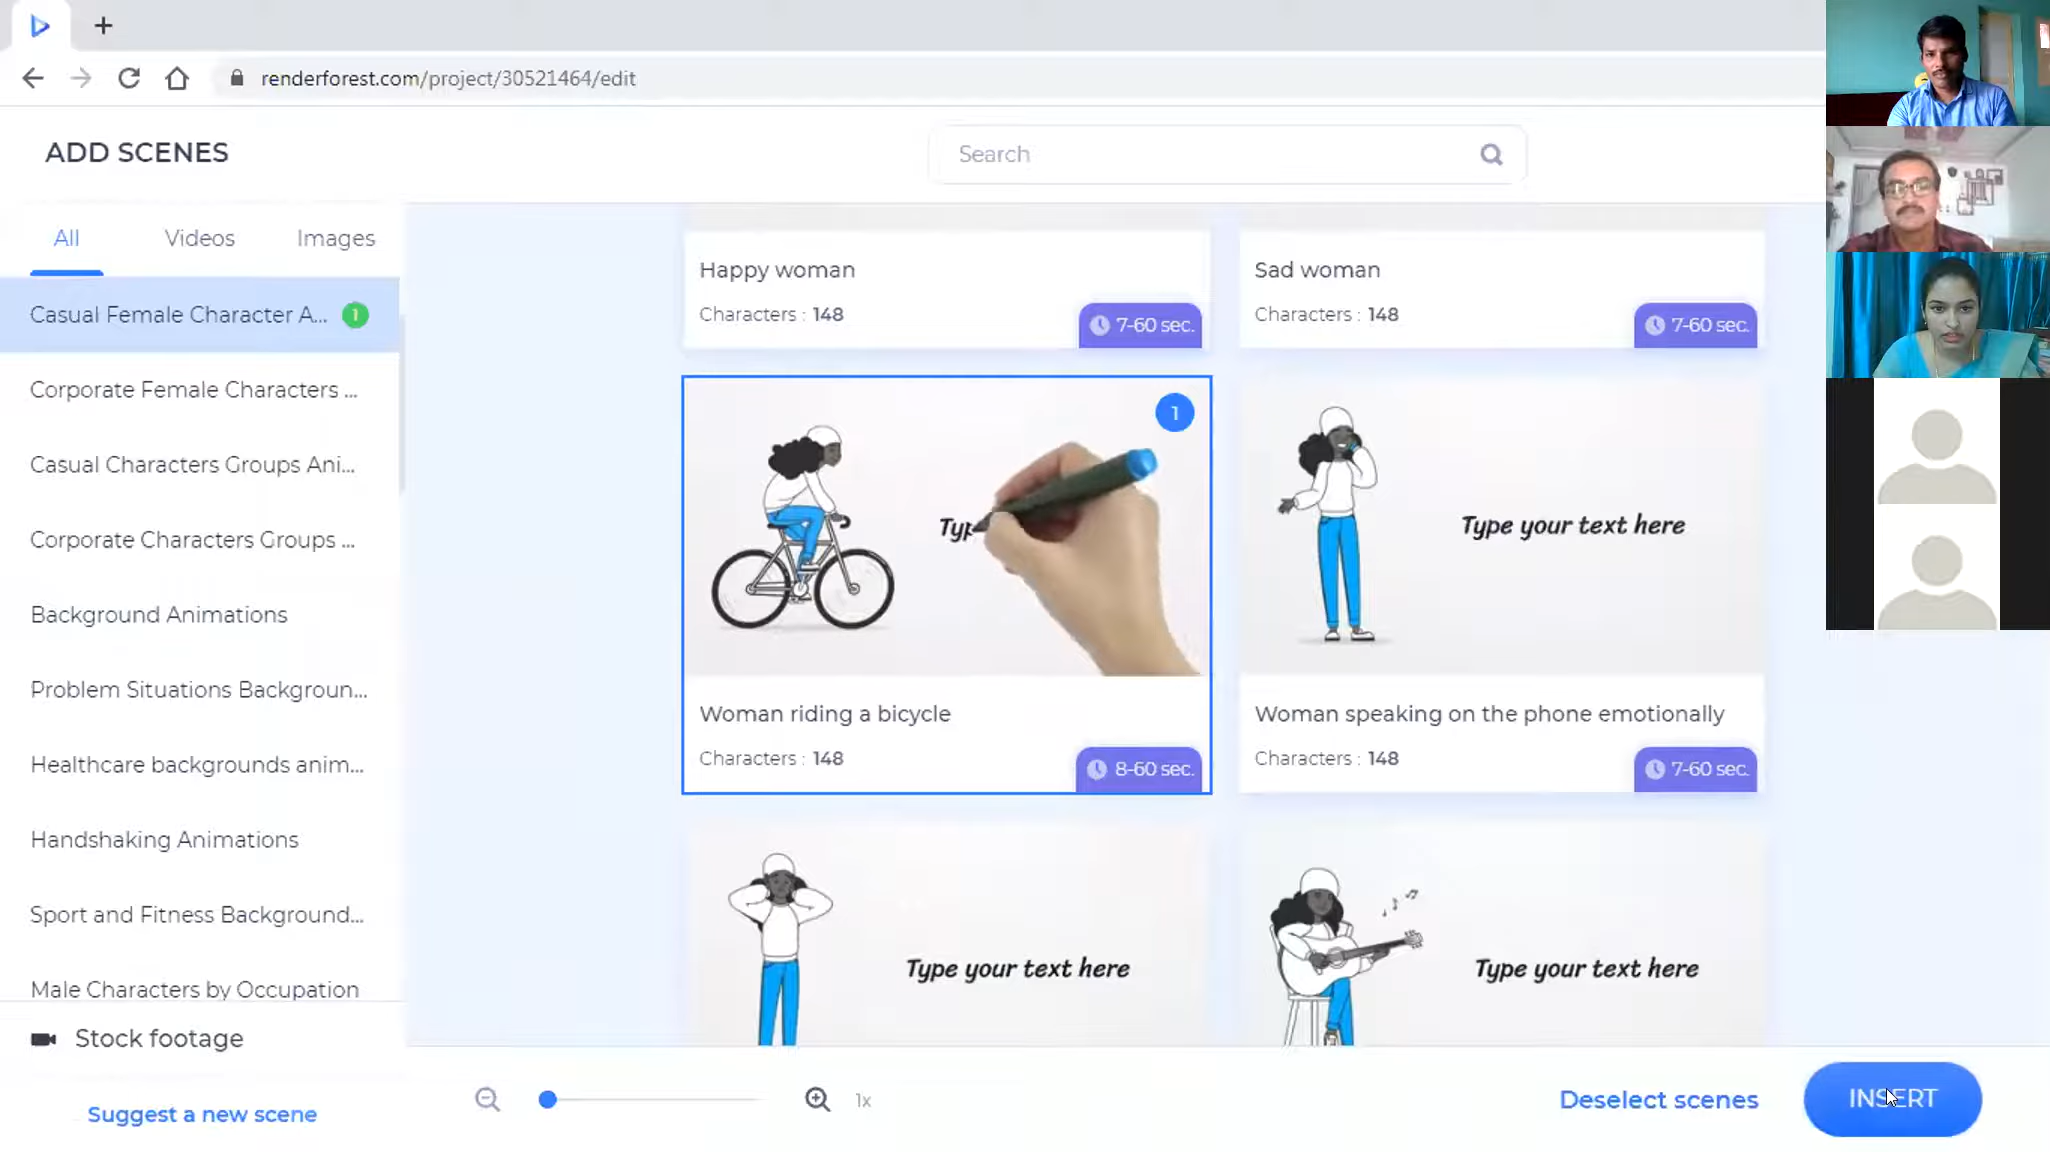 renderforest.com/project/30521464/edit
ADD SCENES
Search
All
Videos
Images
Casual Female Character A...
1
Corporate Female Characters ...
Casual Characters Groups Ani...
Corporate Characters Groups ...
Background Animations
Problem Situations Backgroun...
Healthcare backgrounds anim...
Handshaking Animations
Sport and Fitness Background...
Male Characters by Occupation
Stock footage
Suggest a new scene
Happy woman
Characters : 148
7-60 sec.
Sad woman
Characters : 148
7-60 sec.
1
Typ
Woman riding a bicycle
Characters : 148
8-60 sec.
Type your text here
Woman speaking on the phone emotionally
Characters : 148
7-60 sec.
Type your text here
Type your text here
1x
Deselect scenes
INSERT